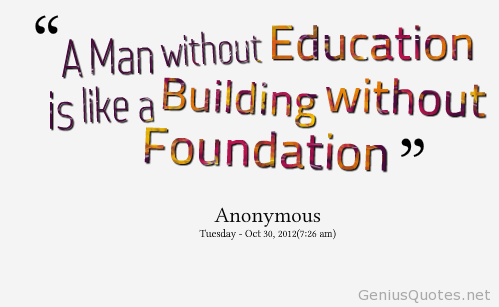 “ A Man without Education
is like a Building without
Foundation ”
Anonymous
Tuesday - Oct 30, 2012(7:26 am)
GeniusQuotes.net